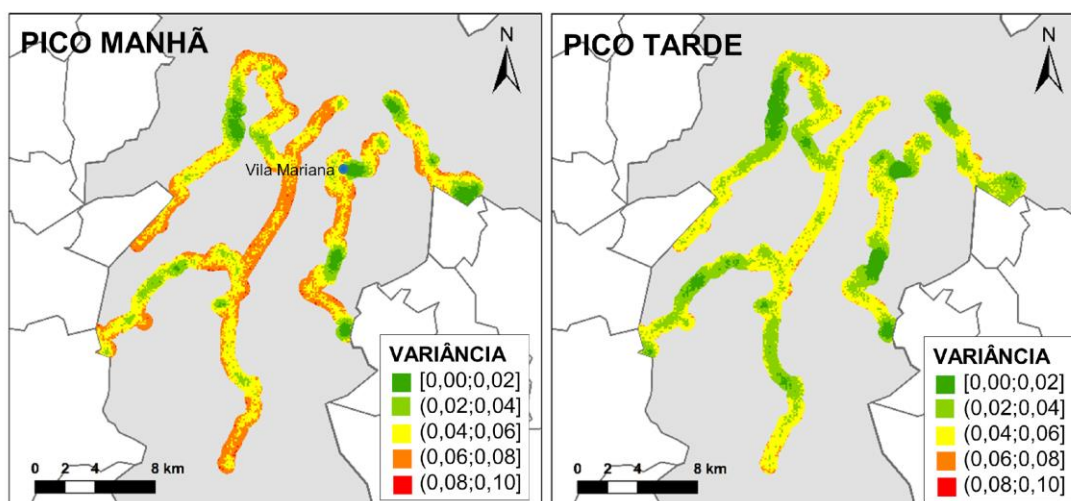 PICO MANHÃ
N
Vila Mariana
VARIÂNCIA
[0,00;0,02]
(0,02;0,04]
(0,04;0,06]
(0,06;0,08]
(0,08;0,10]
0 2 4 8 km
PICO TARDE
N
VARIÂNCIA
[0,00;0,02]
(0,02;0,04]
(0,04;0,06]
(0,06;0,08]
(0,08;0,10]
0 2 4 8 km